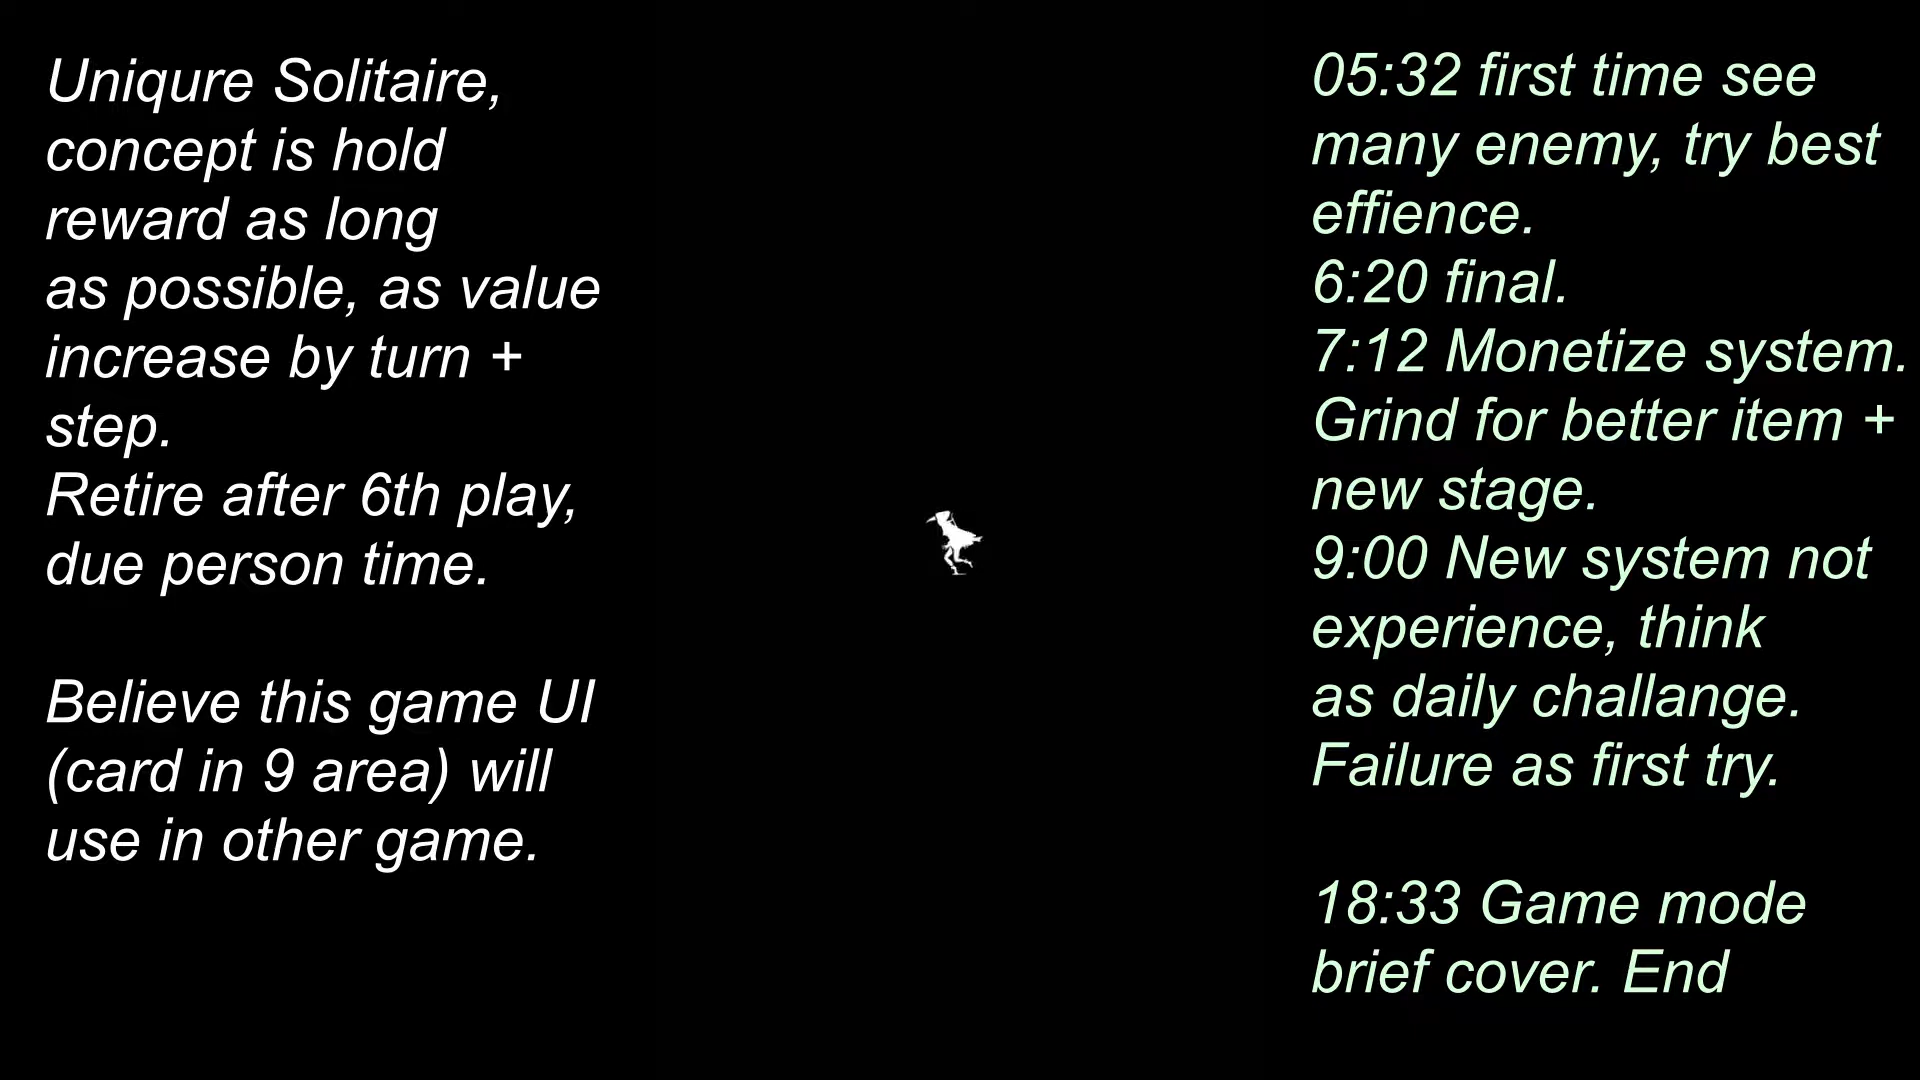 Uniqure Solitaire,
concept is hold
reward as long
as possible, as value
increase by turn +
step.
Retire after 6th play,
due person time.
Believe this game UI
(card in 9 area) will
use in other game.
05:32 first time see
many enemy, try best
effience.
6:20 final.
7:12 Monetize system.
Grind for better item +
new stage.
9:00 New system not
experience, think
as daily challange.
Failure as first try.
18:33 Game mode
brief cover. End